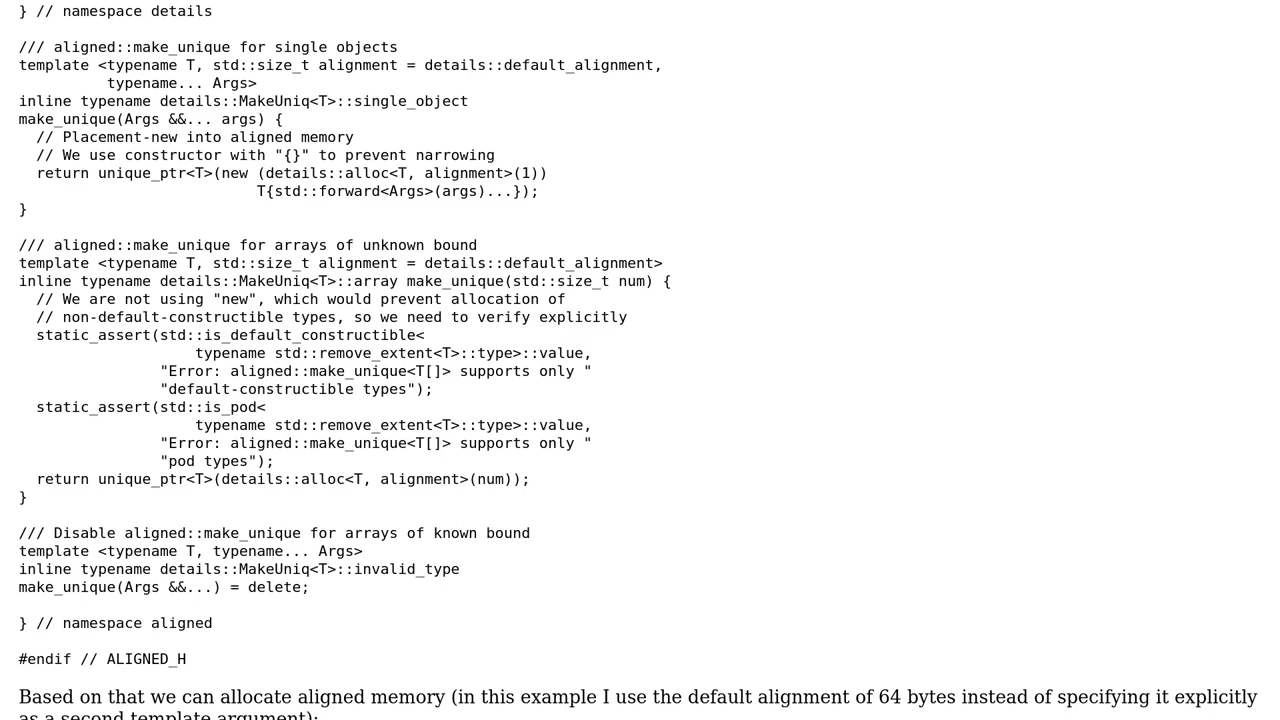 } // namespace details

/// aligned::make_unique for single objects
template <typename T, std::size_t alignment = details::default_alignment,
          typename... Args>
inline typename details::MakeUniq<T>::single_object
make_unique(Args &&... args) {
  // Placement-new into aligned memory
  // We use constructor with "{}" to prevent narrowing
  return unique_ptr<T>(new (details::alloc<T, alignment>(1))
                           T{std::forward<Args>(args)...});
}

/// aligned::make_unique for arrays of unknown bound
template <typename T, std::size_t alignment = details::default_alignment>
inline typename details::MakeUniq<T>::array make_unique(std::size_t num) {
  // We are not using "new", which would prevent allocation of
  // non-default-constructible types, so we need to verify explicitly
  static_assert(std::is_default_constructible<
                    typename std::remove_extent<T>::type>::value,
                "Error: aligned::make_unique<T[]> supports only "
                "default-constructible types");
  static_assert(std::is_pod<
                    typename std::remove_extent<T>::type>::value,
                "Error: aligned::make_unique<T[]> supports only "
                "pod types");
  return unique_ptr<T>(details::alloc<T, alignment>(num));
}

/// Disable aligned::make_unique for arrays of known bound
template <typename T, typename... Args>
inline typename details::MakeUniq<T>::invalid_type
make_unique(Args &&...) = delete;

} // namespace aligned

#endif // ALIGNED_H

Based on that we can allocate aligned memory (in this example I use the default alignment of 64 bytes instead of specifying it explicitly
as a second template argument):